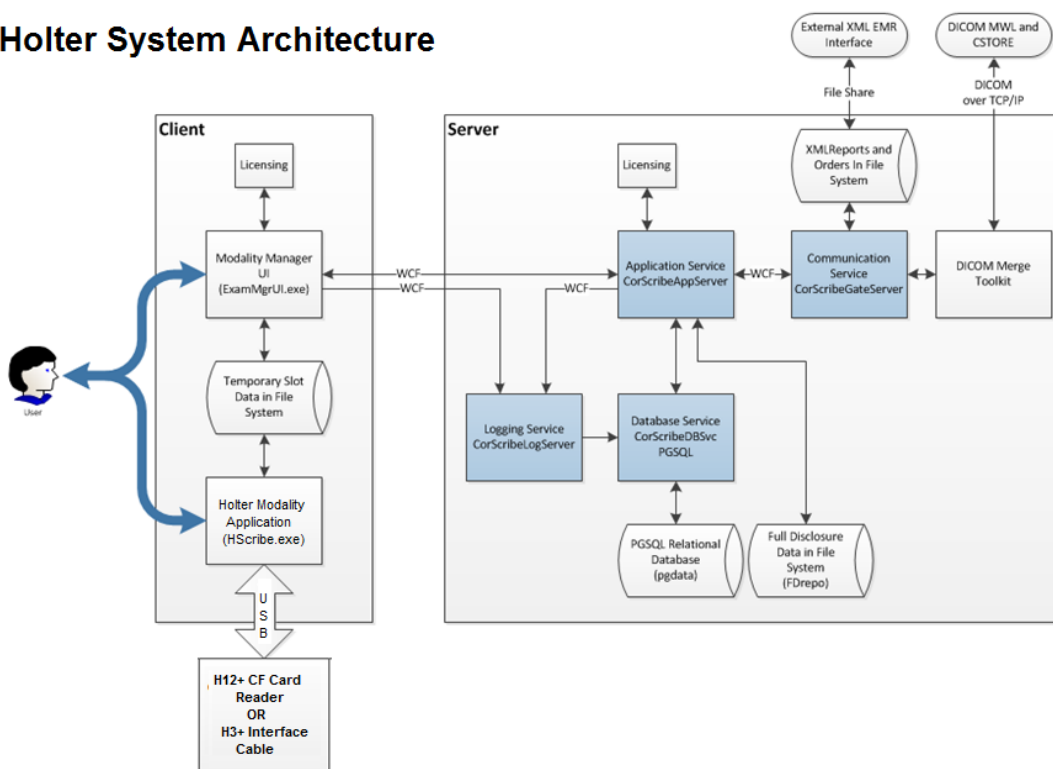 Holter System Architecture
External XML EMR
Interface
DICOM MWL and
CSTORE
File Share
DICOM
over TCP/IP
Client
Server
Licensing
Licensing
XMLReports and
Orders In File
System
Modality Manager
UI
(ExamMgrUI.exe)
WCF
WCF
WCF
Application Service
CorScribeAppServer
WCF
Communication
Service
CorScribeGateServer
DICOM Merge
Toolkit
User
Temporary Slot
Data in File
System
Logging Service
CorScribeLogServer
Database Service
CorScribeDBSvc
PGSQL
Holter Modality
Application
(HScribe.exe)
PGSQL Relational
Database
(pgdata)
Full Disclosure
Data in File
System
(FDrepo)
U
S
B
H12+ CF Card
Reader
OR
H3+ Interface
Cable